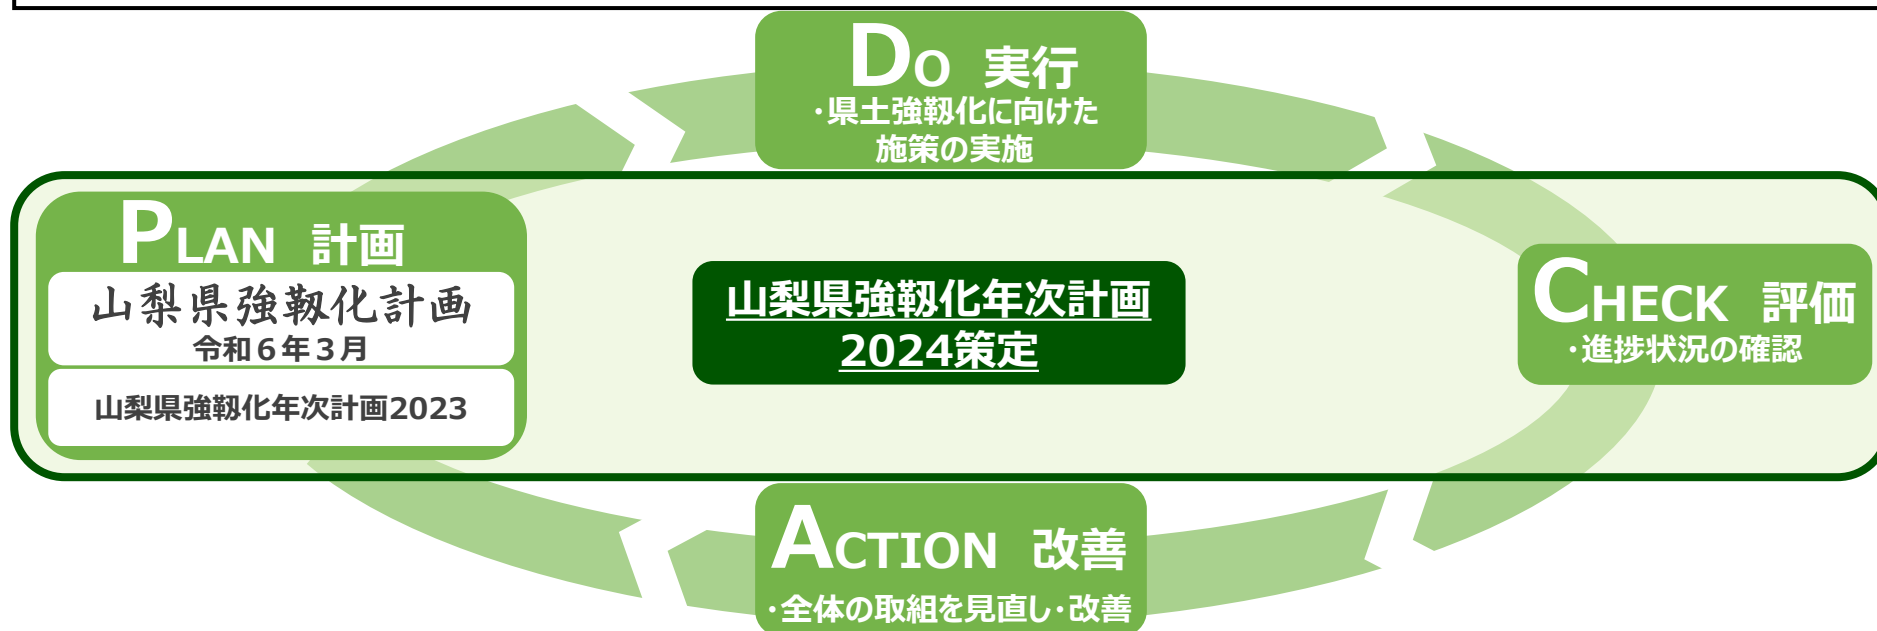 DO 実行
・県土強靱化に向けた
施策の実施
PLAN 計画
山梨県強靱化計画
令和６年３月
山梨県強靱化年次計画2023
山梨県強靱化年次計画
2024策定
CHECK 評価
・進捗状況の確認
ACTION 改善
・全体の取組を見直し・改善